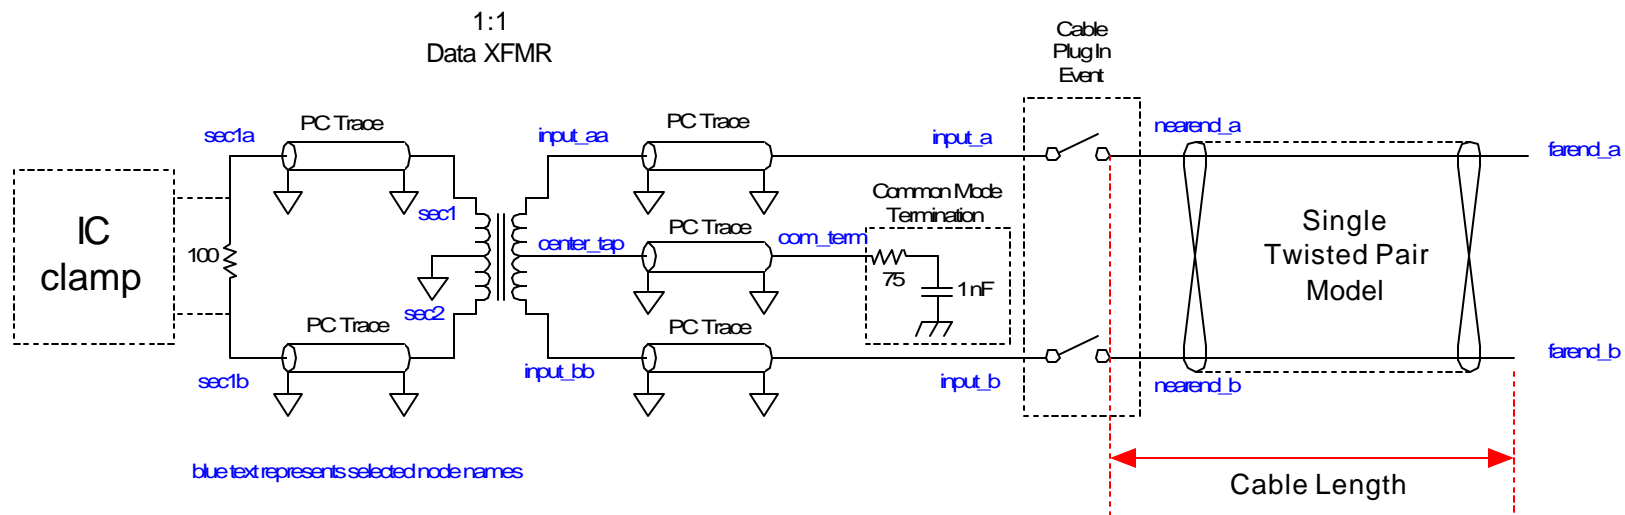 1:1
Data XFMR
Cable
Plug In
Event
sec1a
PC Trace
input_aa
PC Trace
input_a
nearend_a
farend_a
IC
clamp
100
sec1
center_tap
PC Trace
com_term
Common Mode
Termination
75
1nF
Single
Twisted Pair
Model
sec2
PC Trace
PC Trace
sec1b
input_bb
input_b
nearend_b
farend_b
blue text represents selected node names
Cable Length